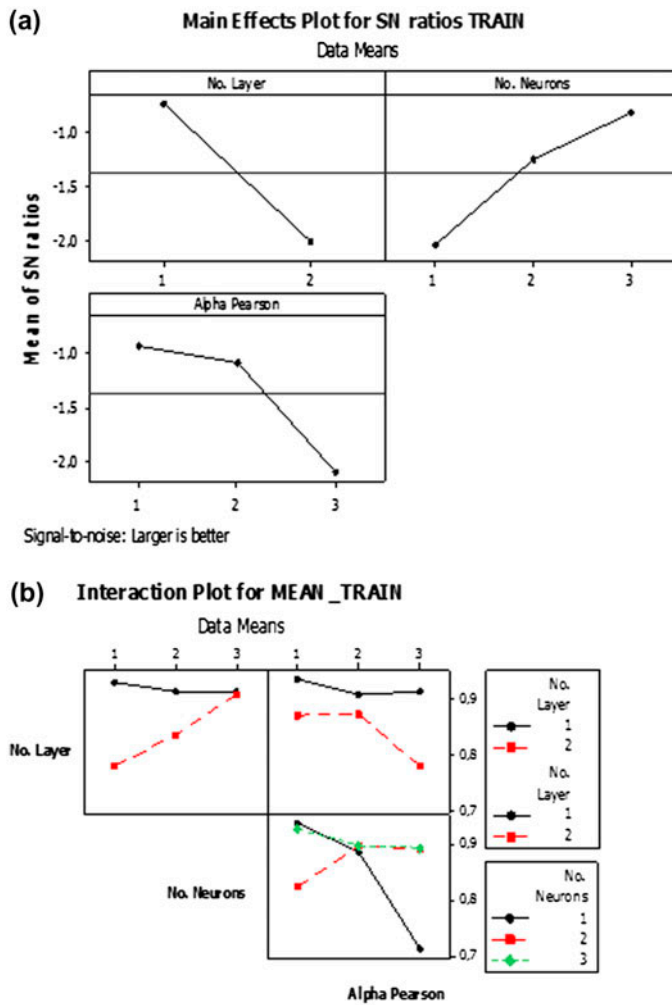 (a)
Main Effects Plot for SN ratios TRAIN
Data Means
No. Layer
No. Neurons
Mean of SN ratios
-1.0
-1.5
-2.0
1
2
1
2
3
Alpha Pearson
-1.0
-1.5
-2.0
1
2
3
Signal-to-noise: Larger is better
(b)
Interaction Plot for MEAN_TRAIN
Data Means
1
2
3
1
2
3
No. Layer
0,9
0,8
0,7
No. Layer
1
2
No. Layer
1
2
No. Neurons
0,9
0,8
0,7
No. Neurons
1
2
3
Alpha Pearson